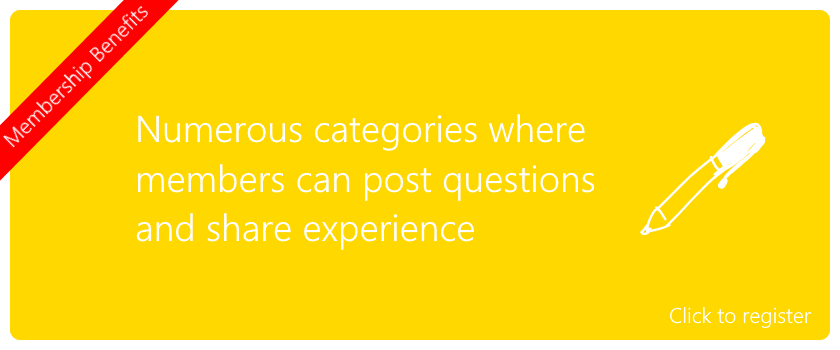 Membership Benefits
Numerous categories where
members can post questions
and share experience
Click to register